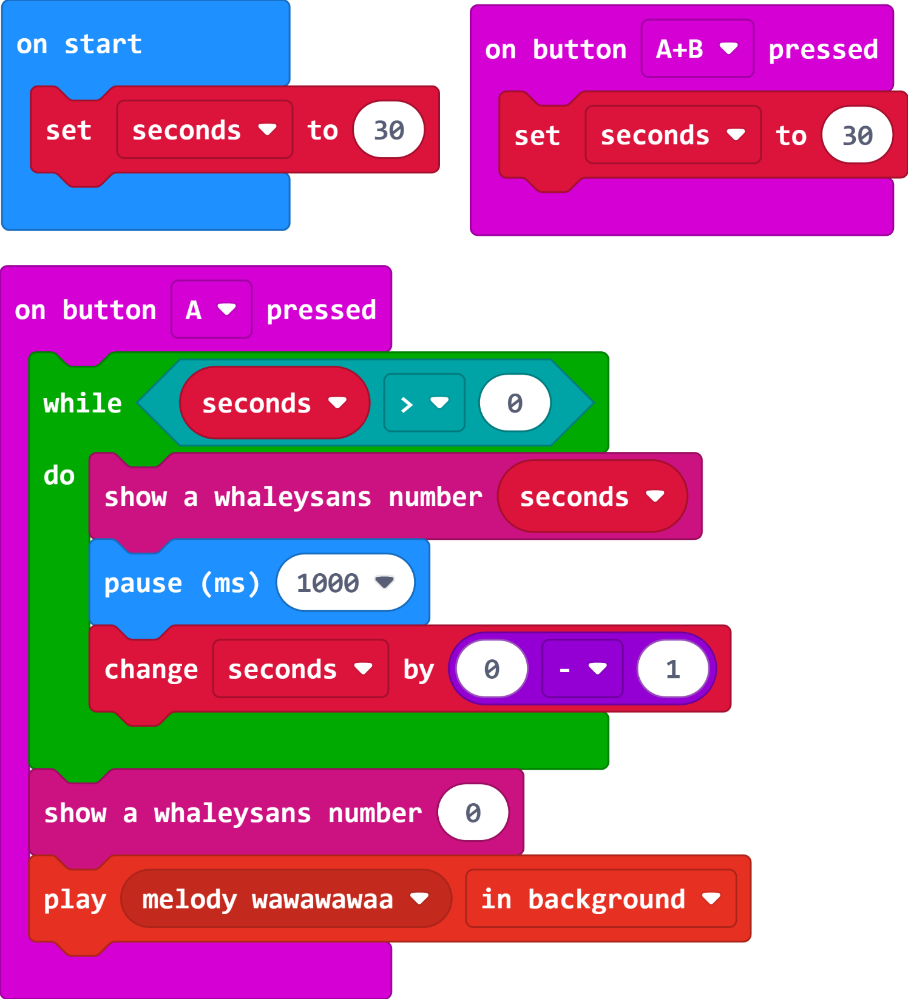 on start
set seconds to 30
on button A+B pressed
set seconds to 30
on button A pressed
while seconds > 0
do
show a whaleysans number seconds
pause (ms) 1000
change seconds by 0 - 1
show a whaleysans number 0
play melody wawawawaa in background